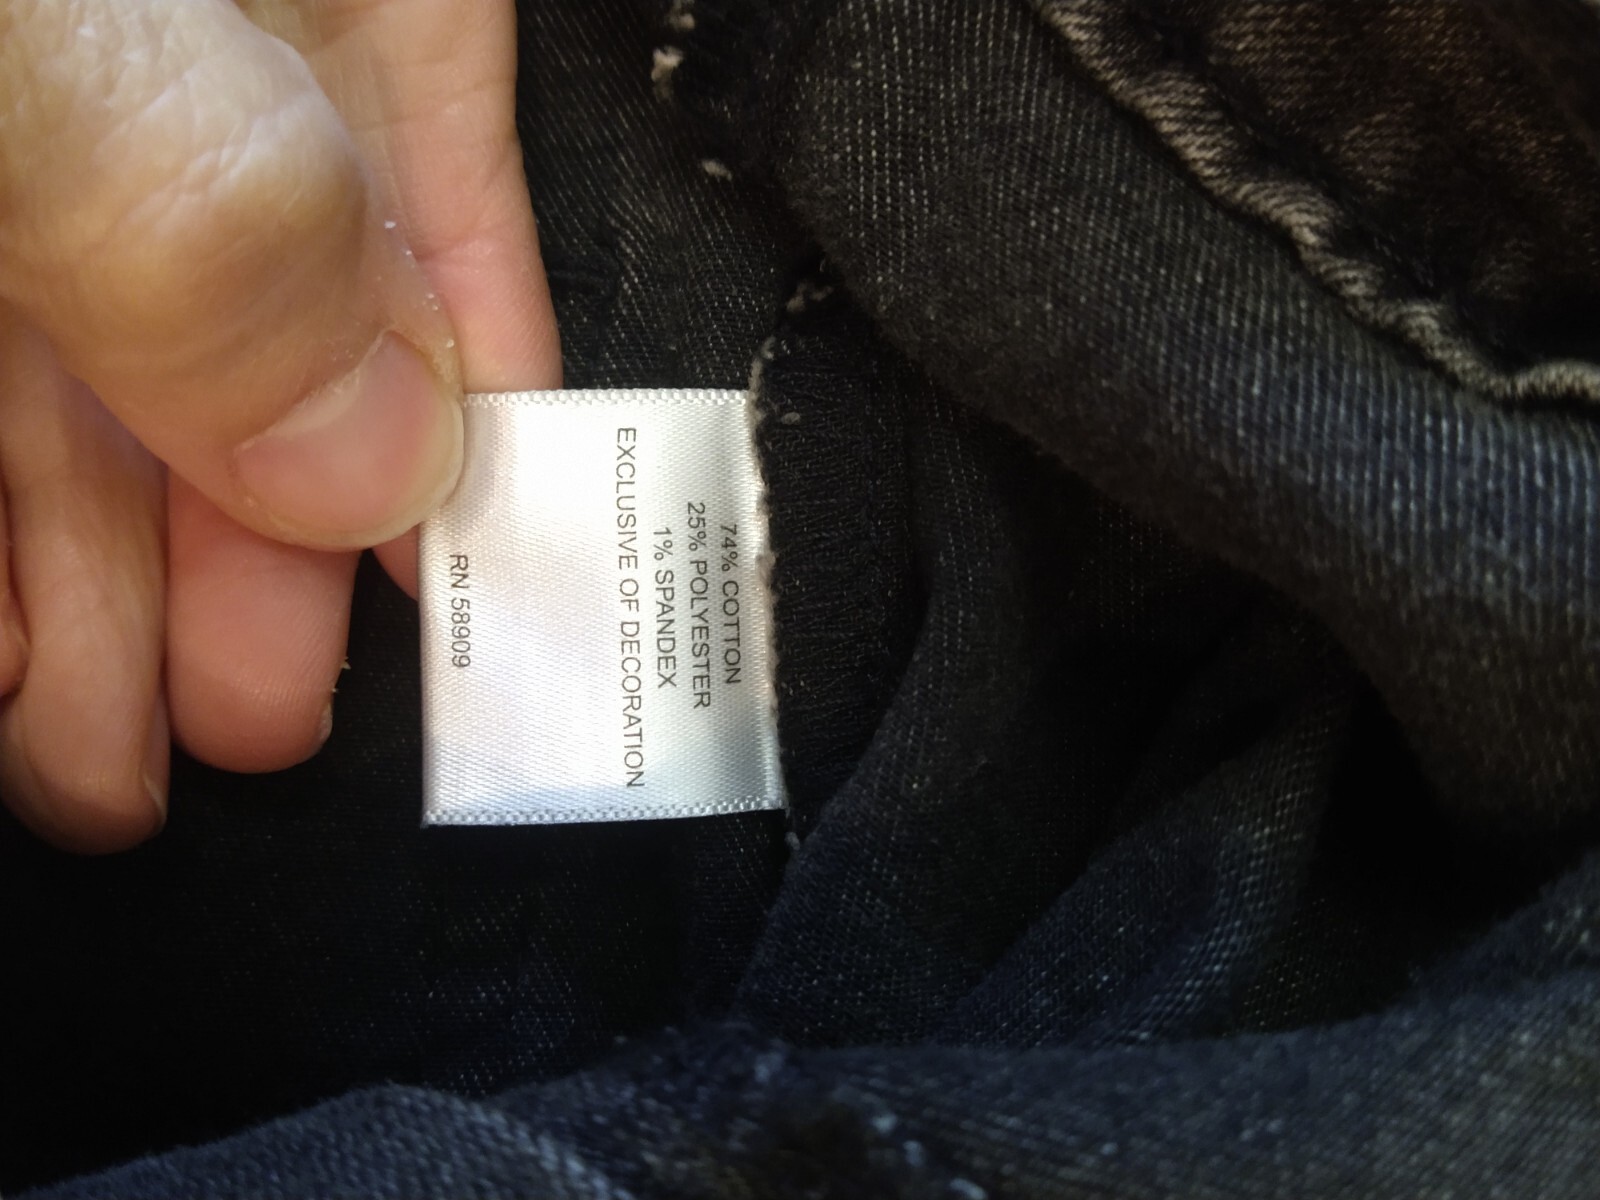 74% COTTON
25% POLYESTER
1% SPANDEX
EXCLUSIVE OF DECORATION
RN 58909